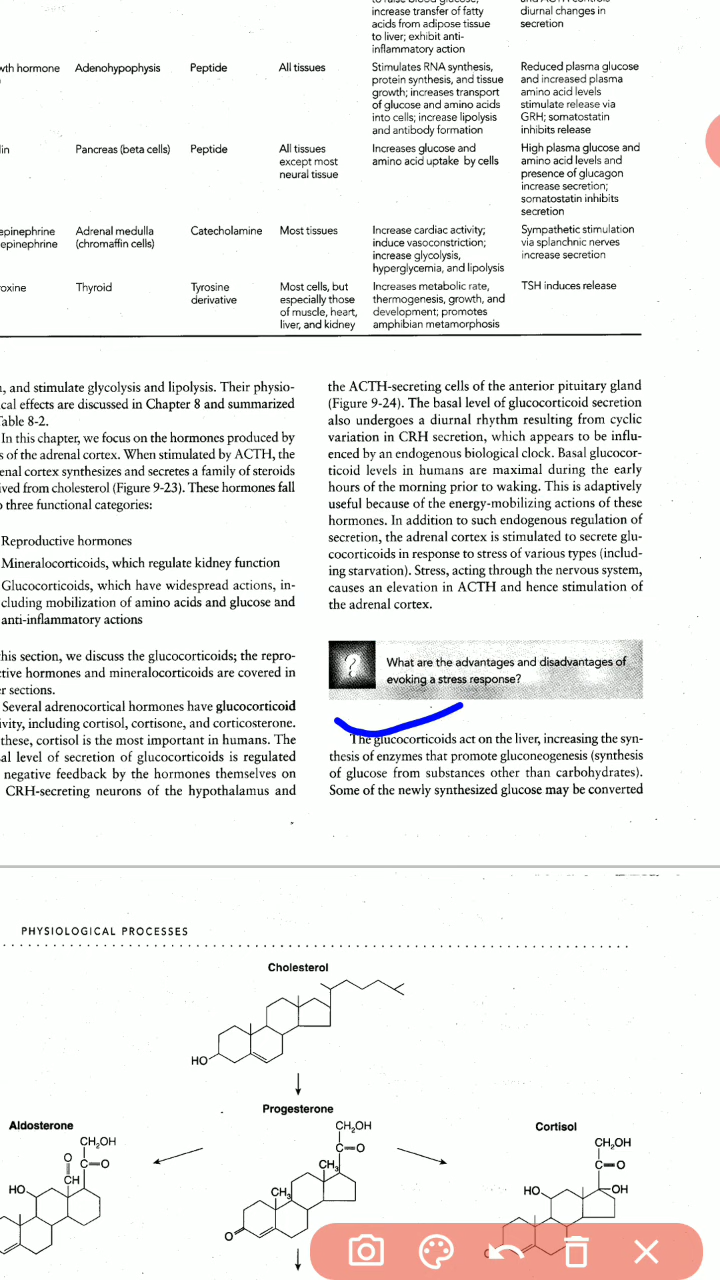 increase transfer of fatty
acids from adipose tissue
to liver; exhibit anti-
inflammatory action
diurnal changes in
secretion
wth hormone
Adenohypophysis
Peptide
All tissues
Stimulates RNA synthesis,
protein synthesis, and tissue
growth; increases transport
of glucose and amino acids
into cells; increase lipolysis
and antibody formation
Reduced plasma glucose
and increased plasma
amino acid levels
stimulate release via
GRH; somatostatin
inhibits release
lin
Pancreas (beta cells)
Peptide
All tissues
except most
neural tissue
Increases glucose and
amino acid uptake by cells
High plasma glucose and
amino acid levels and
presence of glucagon
increase secretion;
somatostatin inhibits
secretion
epinephrine
epinephrine
Adrenal medulla
(chromaffin cells)
Catecholamine
Most tissues
Increase cardiac activity;
induce vasoconstriction;
increase glycolysis,
hyperglycemia, and lipolysis
Sympathetic stimulation
via splanchnic nerves
increase secretion
oxine
Thyroid
Tyrosine
derivative
Most cells, but
especially those
of muscle, heart,
liver, and kidney
Increases metabolic rate,
thermogenesis, growth, and
development; promotes
amphibian metamorphosis
TSH induces release
, and stimulate glycolysis and lipolysis. Their physio-
cal effects are discussed in Chapter 8 and summarized
Table 8-2.
In this chapter, we focus on the hormones produced by
s of the adrenal cortex. When stimulated by ACTH, the
enal cortex synthesizes and secretes a family of steroids
ived from cholesterol (Figure 9-23). These hormones fall
o three functional categories:
Reproductive hormones
Mineralocorticoids, which regulate kidney function
Glucocorticoids, which have widespread actions, in-
cluding mobilization of amino acids and glucose and
anti-inflammatory actions
his section, we discuss the glucocorticoids; the repro-
ctive hormones and mineralocorticoids are covered in
er sections.
Several adrenocortical hormones have glucocorticoid
ivity, including cortisol, cortisone, and corticosterone.
these, cortisol is the most important in humans. The
al level of secretion of glucocorticoids is regulated
negative feedback by the hormones themselves on
CRH-secreting neurons of the hypothalamus and
the ACTH-secreting cells of the anterior pituitary gland
(Figure 9-24). The basal level of glucocorticoid secretion
also undergoes a diurnal rhythm resulting from cyclic
variation in CRH secretion, which appears to be influ-
enced by an endogenous biological clock. Basal glucocor-
ticoid levels in humans are maximal during the early
hours of the morning prior to waking. This is adaptively
useful because of the energy-mobilizing actions of these
hormones. In addition to such endogenous regulation of
secretion, the adrenal cortex is stimulated to secrete glu-
cocorticoids in response to stress of various types (includ-
ing starvation). Stress, acting through the nervous system,
causes an elevation in ACTH and hence stimulation of
the adrenal cortex.
?
What are the advantages and disadvantages of
evoking a stress response?
The glucocorticoids act on the liver, increasing the syn-
thesis of enzymes that promote gluconeogenesis (synthesis
of glucose from substances other than carbohydrates).
Some of the newly synthesized glucose may be converted
PHYSIOLOGICAL PROCESSES
Cholesterol
HO
Progesterone
CH₂OH
C=O
CH₃
CH₃
O
Aldosterone
CH₂OH
O
C=O
CH
HO
Cortisol
CH₂OH
C=O
HO
OH